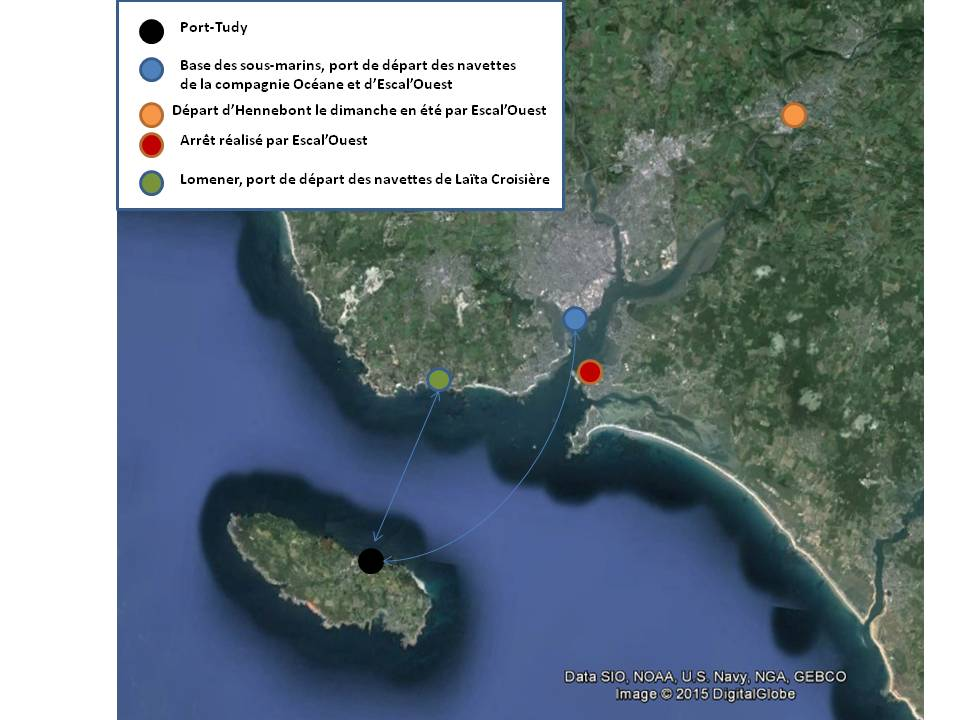 Port-Tudy
Base des sous-marins, port de départ des navettes
de la compagnie Océane et d’Escal’Ouest
Départ d’Hennebont le dimanche en été par Escal’Ouest
Arrêt réalisé par Escal’Ouest
Lomener, port de départ des navettes de Laïta Croisière
Data SIO, NOAA, U.S. Navy, NGA, GEBCO
Image © 2015 DigitalGlobe